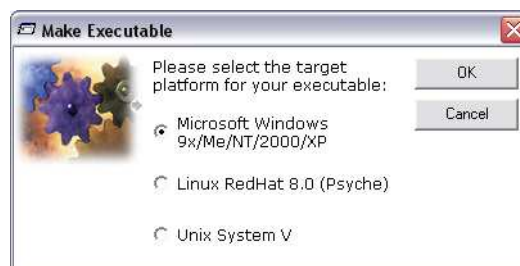 Make Executable
Please select the target
platform for your executable:
OK
Cancel
Microsoft Windows
9x/Me/NT/2000/XP
Linux RedHat 8.0 (Psyche)
Unix System V